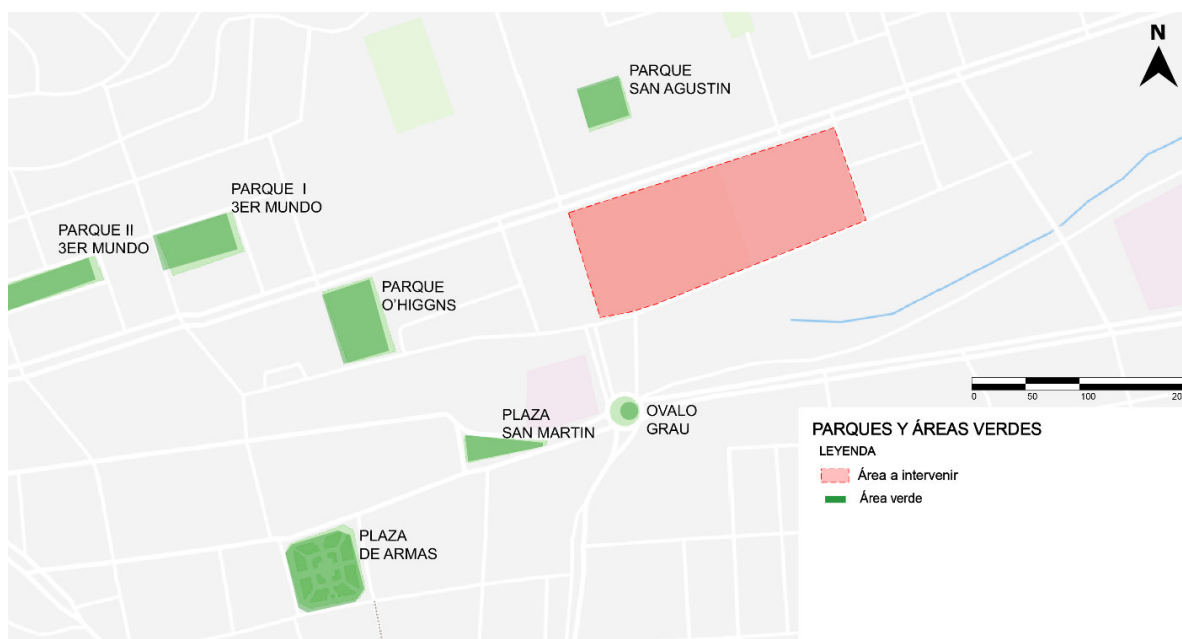 N
PARQUE
SAN AGUSTIN
PARQUE I
3ER MUNDO
PARQUE II
3ER MUNDO
PARQUE
O'HIGGNS
PLAZA
SAN MARTIN
OVALO
GRAU
PLAZA
DE ARMAS
0 50 100 20
PARQUES Y ÁREAS VERDES
LEYENDA
Área a intervenir
Área verde